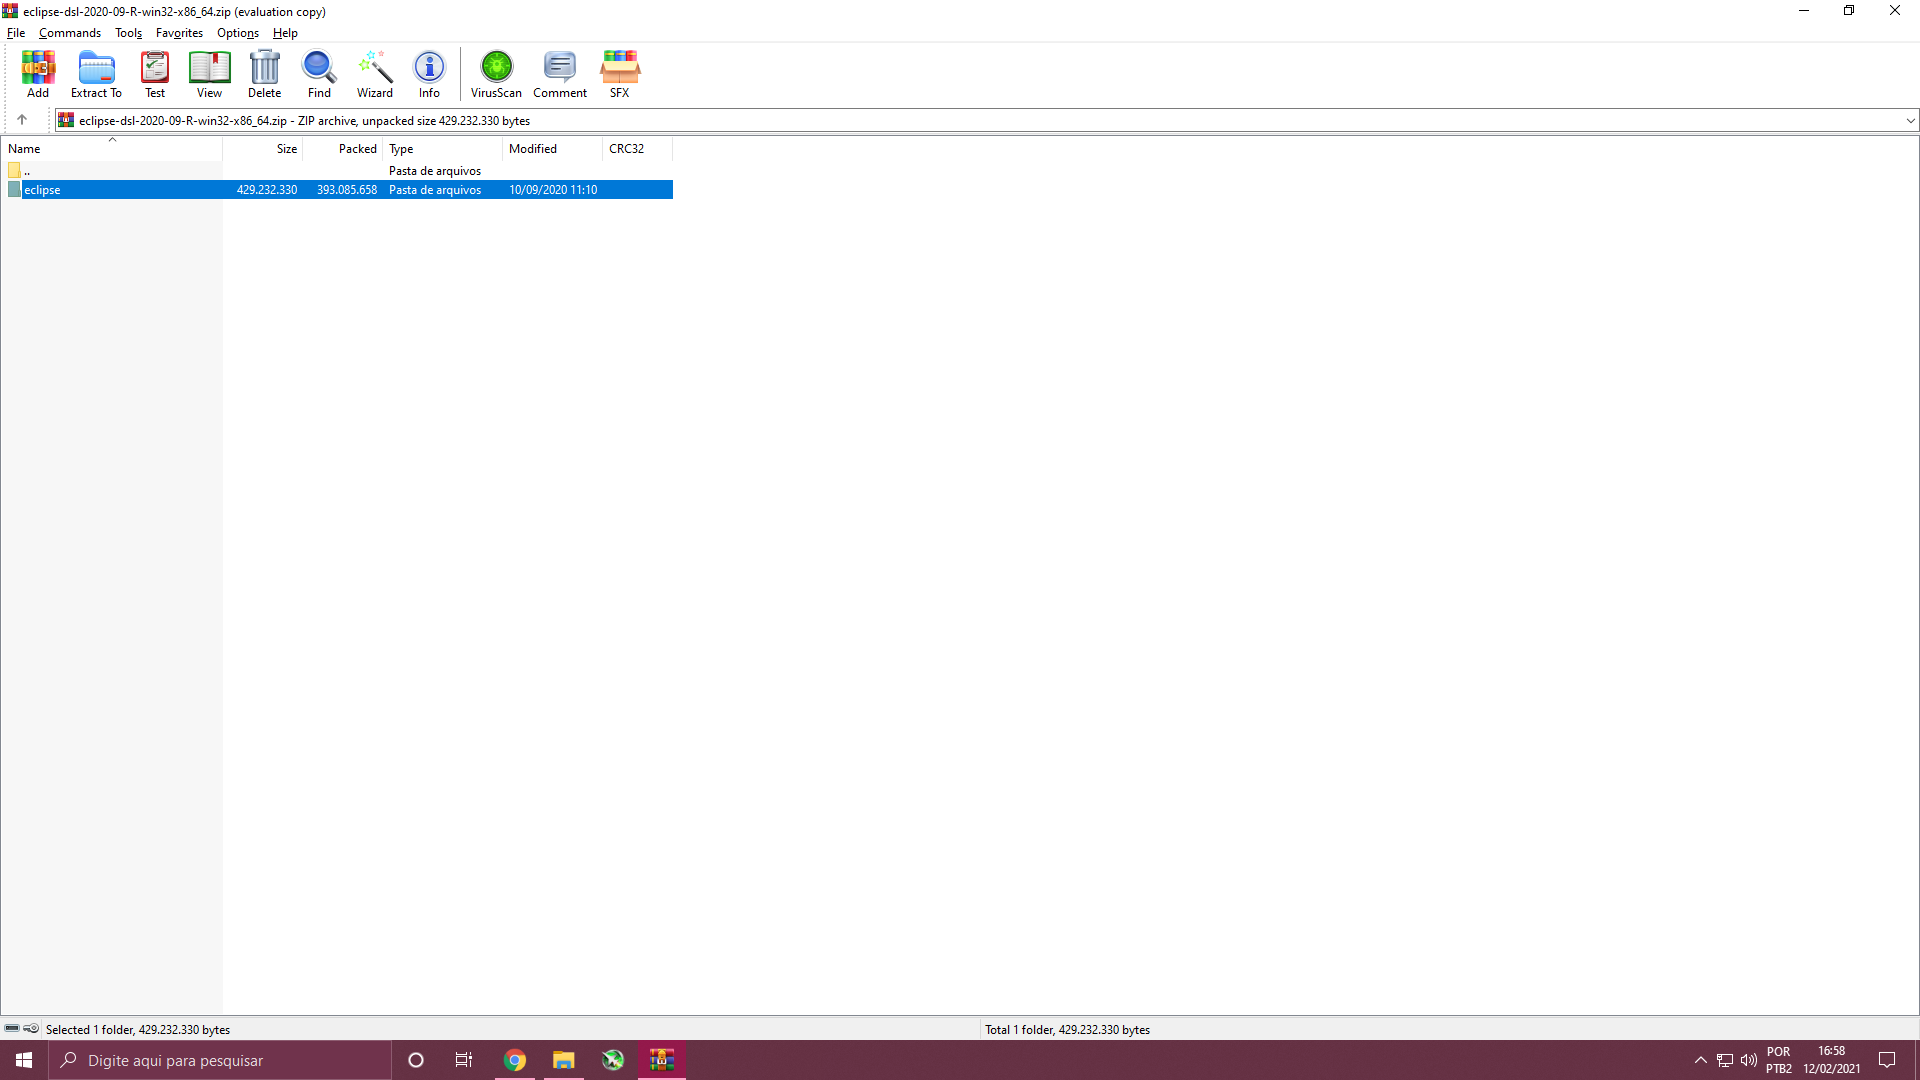 eclipse-dsl-2020-09-R-win32-x86_64.zip (evaluation copy)
File Commands Tools Favorites Options Help
Add Extract To Test View Delete Find Wizard Info VirusScan Comment SFX
eclipse-dsl-2020-09-R-win32-x86_64.zip - ZIP archive, unpacked size 429.232.330 bytes
Name Size Packed Type Modified CRC32
.. Pasta de arquivos
eclipse 429.232.330 393.085.658 Pasta de arquivos 10/09/2020 11:10
Selected 1 folder, 429.232.330 bytes Total 1 folder, 429.232.330 bytes
Digite aqui para pesquisar
POR 16:58
PTB2 12/02/2021